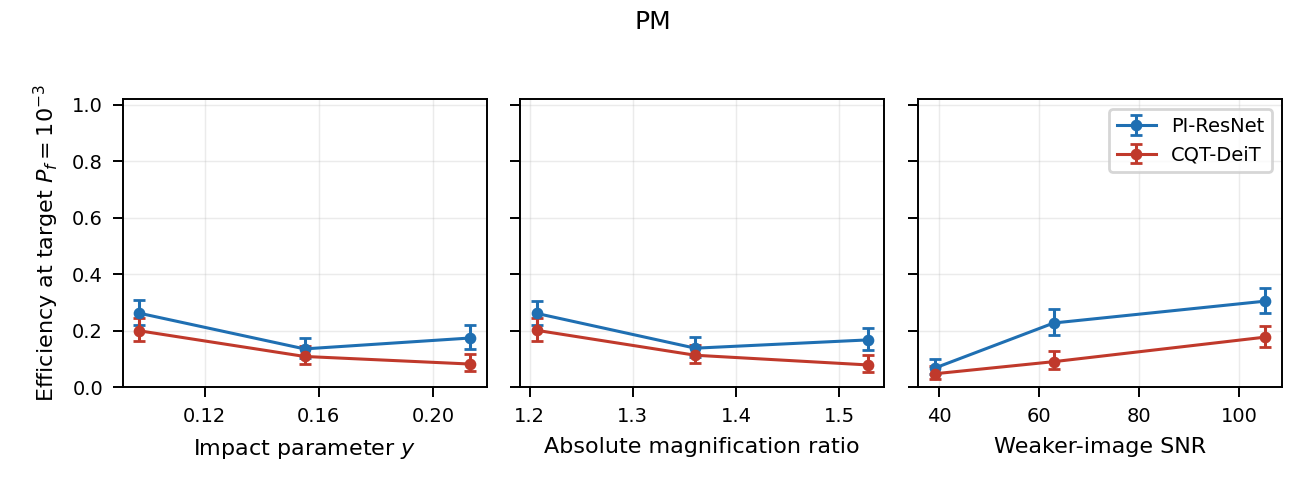 PM
Efficiency at target $P_f = 10^{-3}$
1.0
0.8
0.6
0.4
0.2
0.0
0.12 0.16 0.20
Impact parameter $y$
1.2 1.3 1.4 1.5
Absolute magnification ratio
PI-ResNet
CQT-DeiT
40 60 80 100
Weaker-image SNR